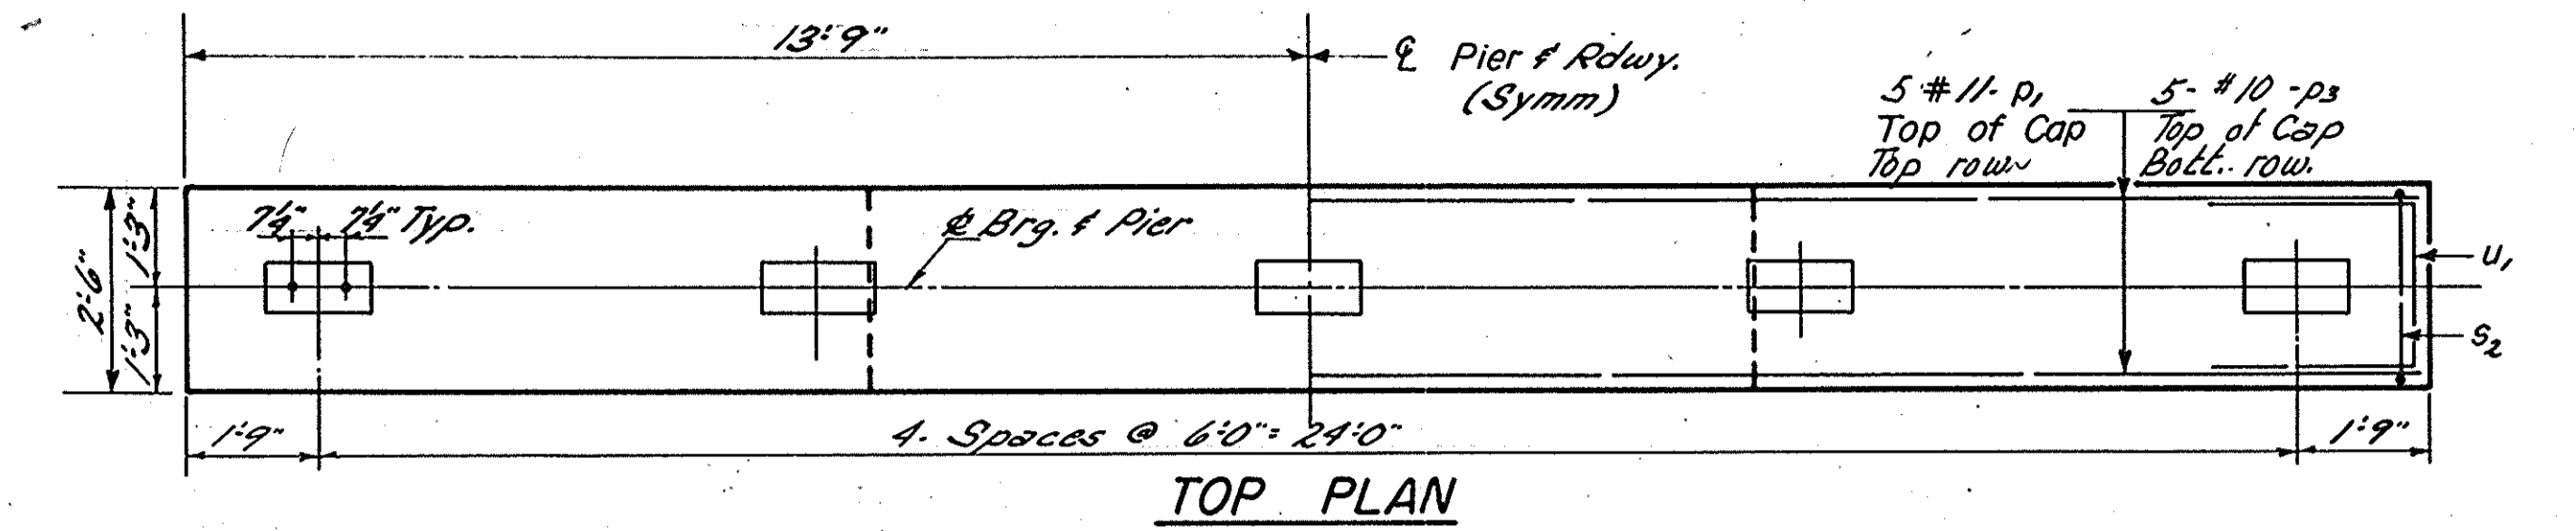 13'-9"
℄ Pier & Rdwy.
(Symm)
5 #11- p1
Top of Cap
Top row
5- #10 -p3
Top of Cap
Bott. row.
7¼" 7¼" Typ.
℄ Brg. & Pier
2'-6"
1'-3"
1'-3"
u1
s2
1'-9"
4- Spaces @ 6'-0"= 24'-0"
1'-9"
TOP PLAN